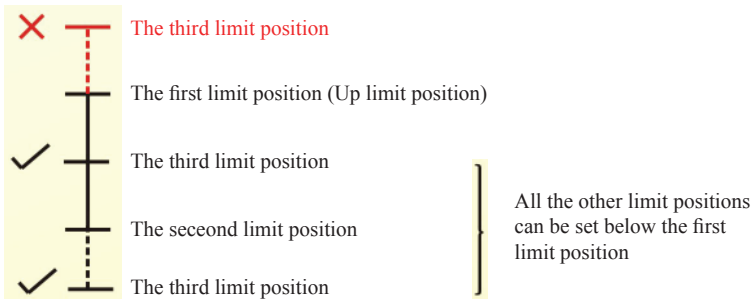 The third limit position
The first limit position (Up limit position)
The third limit position
The seceond limit position
The third limit position
All the other limit positions
can be set below the first
limit position